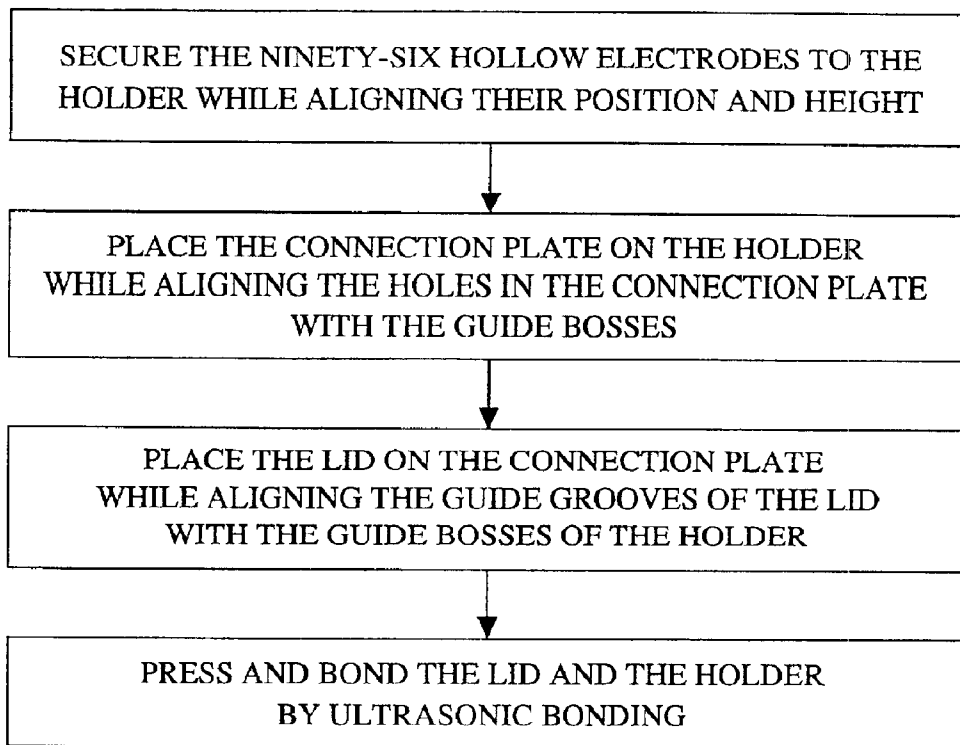 SECURE THE NINETY-SIX HOLLOW ELECTRODES TO THE
HOLDER WHILE ALIGNING THEIR POSITION AND HEIGHT
PLACE THE CONNECTION PLATE ON THE HOLDER
WHILE ALIGNING THE HOLES IN THE CONNECTION PLATE
WITH THE GUIDE BOSSES
PLACE THE LID ON THE CONNECTION PLATE
WHILE ALIGNING THE GUIDE GROOVES OF THE LID
WITH THE GUIDE BOSSES OF THE HOLDER
PRESS AND BOND THE LID AND THE HOLDER
BY ULTRASONIC BONDING